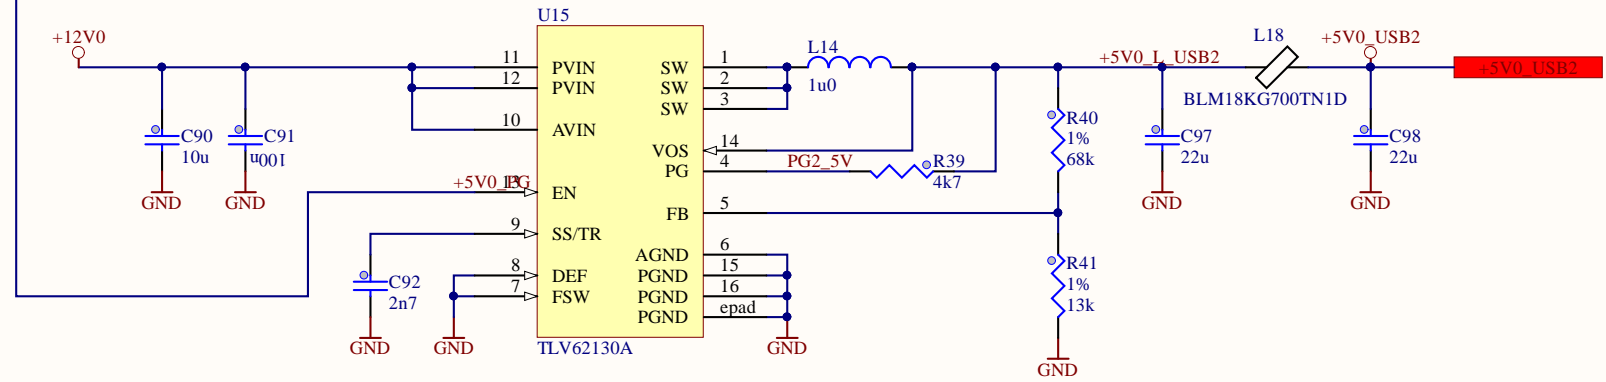 U15
+12V0
11
PVIN
12
PVIN
10
AVIN
+5V0_PG
13
EN
9
SS/TR
8
DEF
7
FSW
SW
1
SW
2
SW
3
VOS
14
PG
4
FB
5
AGND
6
PGND
15
PGND
16
PGND
epad
TLV62130A
C90
10u
GND
C91
100u
GND
C92
2n7
GND
GND
GND
L14
1u0
PG2_5V
R39
4k7
R40
1%
68k
R41
1%
13k
GND
+5V0_L_USB2
C97
22u
GND
L18
BLM18KG700TN1D
+5V0_USB2
C98
22u
GND
+5V0_USB2